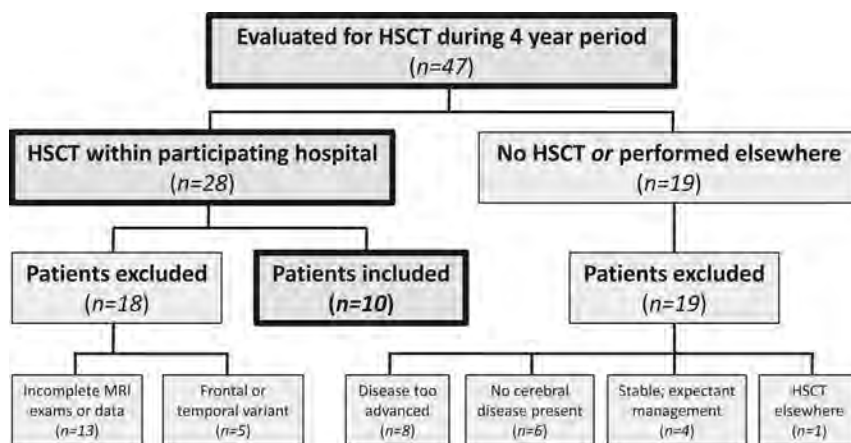 Evaluated for HSCT during 4 year period
(n=47)
HSCT within participating hospital
(n=28)
No HSCT or performed elsewhere
(n=19)
Patients excluded
(n=18)
Patients included
(n=10)
Patients excluded
(n=19)
Incomplete MRI
exams or data
(n=13)
Frontal or
temporal variant
(n=5)
Disease too
advanced
(n=8)
No cerebral
disease present
(n=6)
Stable; expectant
management
(n=4)
HSCT
elsewhere
(n=1)